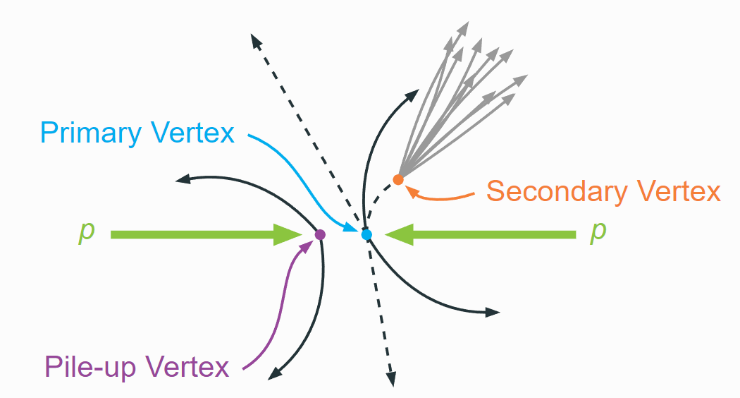 Primary Vertex
Secondary Vertex
p
p
Pile-up Vertex